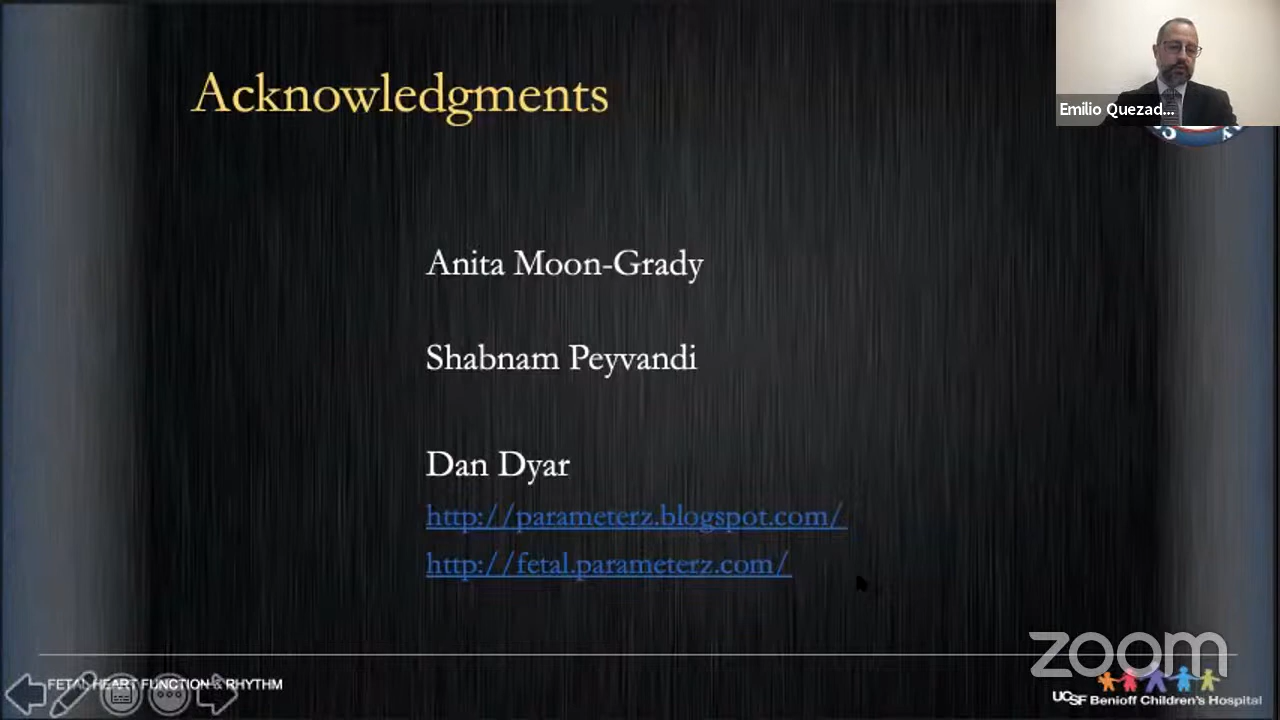 Acknowledgments
Emilio Quezad...
Anita Moon-Grady
Shabnam Peyvandi
Dan Dyar
http://parameterz.blogspot.com/
http://fetal.parameterz.com/
zoom
FETAL HEART FUNCTION & RHYTHM
UCSF Benioff Children's Hospital